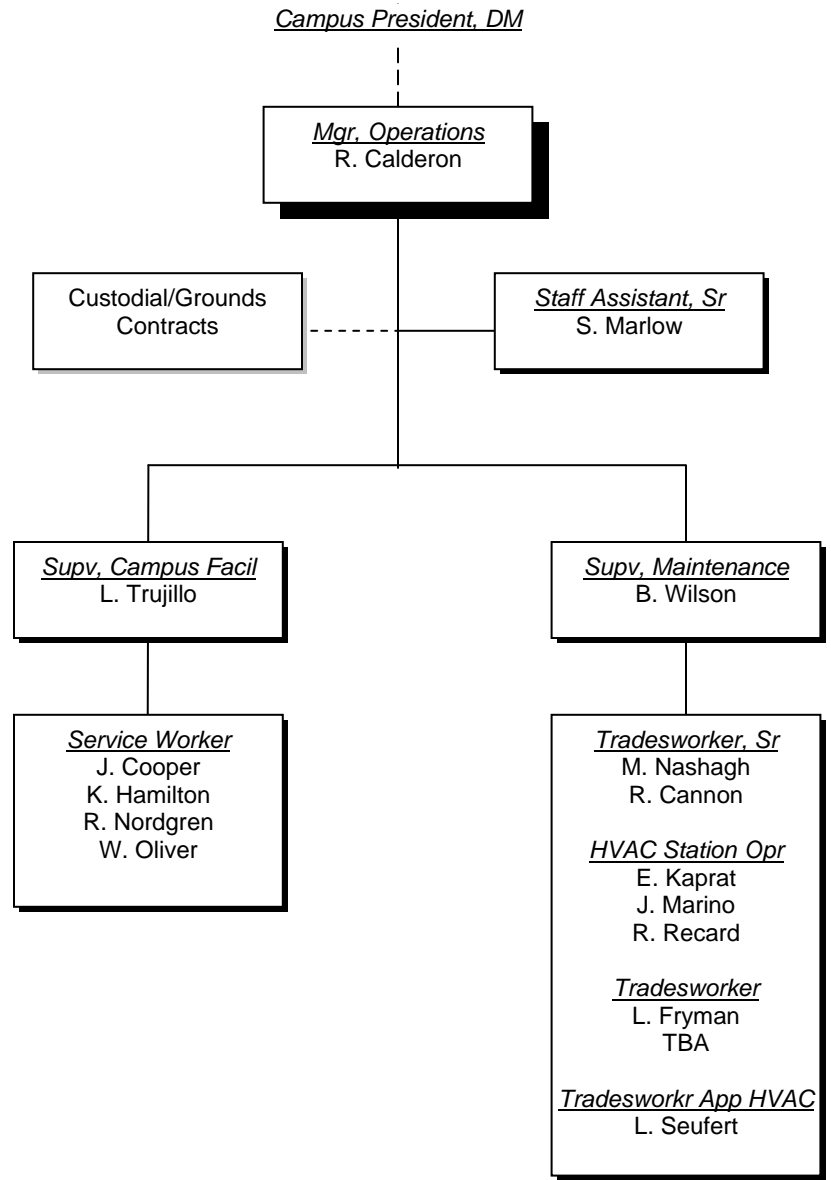 Campus President, DM
Mgr, Operations
R. Calderon
Custodial/Grounds
Contracts
Staff Assistant, Sr
S. Marlow
Supv, Campus Facil
L. Trujillo
Supv, Maintenance
B. Wilson
Service Worker
J. Cooper
K. Hamilton
R. Nordgren
W. Oliver
Tradesworker, Sr
M. Nashagh
R. Cannon
HVAC Station Opr
E. Kaprat
J. Marino
R. Recard
Tradesworker
L. Fryman
TBA
Tradesworkr App HVAC
L. Seufert